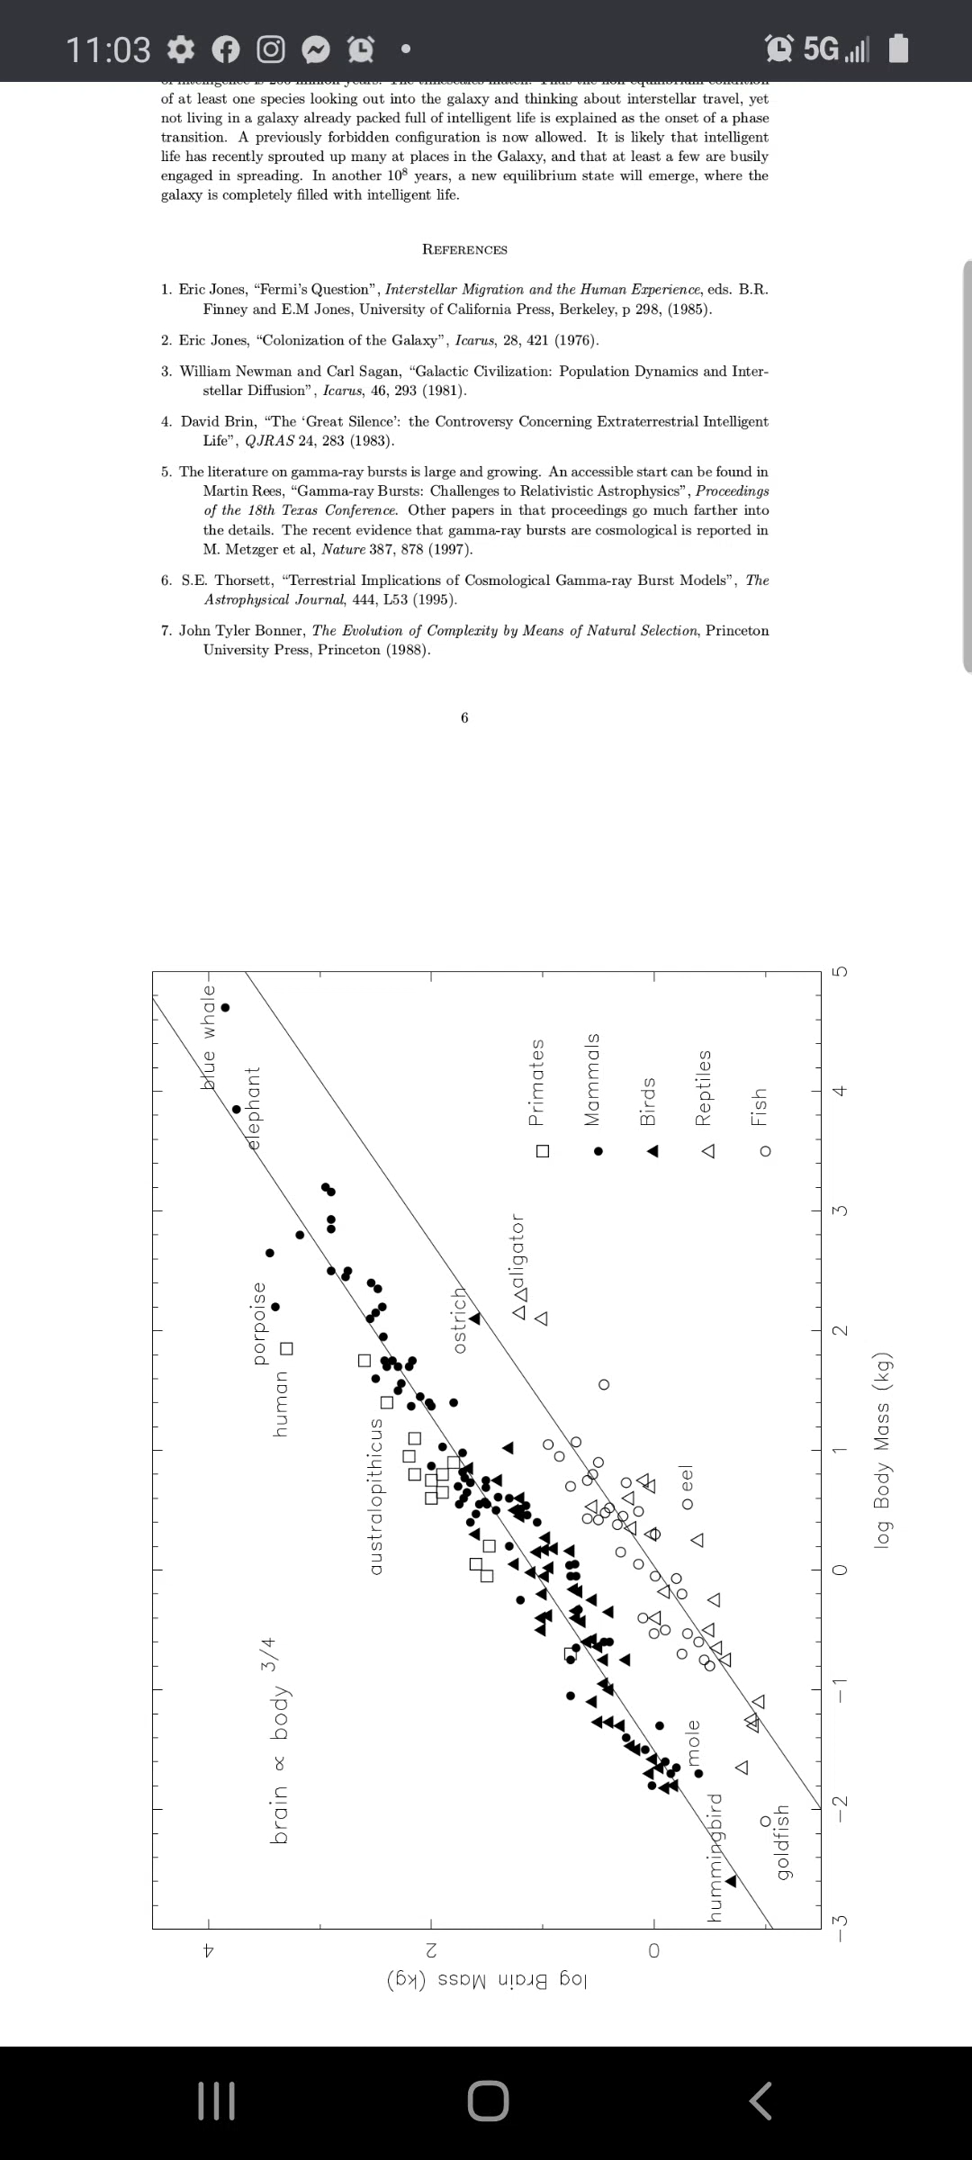 11:03
5G
of at least one species looking out into the galaxy and thinking about interstellar travel, yet
not living in a galaxy already packed full of intelligent life is explained as the onset of a phase
transition. A previously forbidden configuration is now allowed. It is likely that intelligent
life has recently sprouted up many at places in the Galaxy, and that at least a few are busily
engaged in spreading. In another 10⁸ years, a new equilibrium state will emerge, where the
galaxy is completely filled with intelligent life.
REFERENCES
1. Eric Jones, “Fermi’s Question”, Interstellar Migration and the Human Experience, eds. B.R.
Finney and E.M Jones, University of California Press, Berkeley, p 298, (1985).
2. Eric Jones, “Colonization of the Galaxy”, Icarus, 28, 421 (1976).
3. William Newman and Carl Sagan, “Galactic Civilization: Population Dynamics and Inter-
stellar Diffusion”, Icarus, 46, 293 (1981).
4. David Brin, “The ‘Great Silence’: the Controversy Concerning Extraterrestrial Intelligent
Life”, QJRAS 24, 283 (1983).
5. The literature on gamma-ray bursts is large and growing. An accessible start can be found in
Martin Rees, “Gamma-ray Bursts: Challenges to Relativistic Astrophysics”, Proceedings
of the 18th Texas Conference. Other papers in that proceedings go much farther into
the details. The recent evidence that gamma-ray bursts are cosmological is reported in
M. Metzger et al, Nature 387, 878 (1997).
6. S.E. Thorsett, “Terrestrial Implications of Cosmological Gamma-ray Burst Models”, The
Astrophysical Journal, 444, L53 (1995).
7. John Tyler Bonner, The Evolution of Complexity by Means of Natural Selection, Princeton
University Press, Princeton (1988).
6
blue whale
elephant
porpoise
human
australopithicus
brain ∝ body 3/4
ostrich
aligator
eel
mole
hummingbird
goldfish
Primates
Mammals
Birds
Reptiles
Fish
4
2
0
log Brain Mass (kg)
−3
−2
−1
0
1
2
3
4
5
log Body Mass (kg)